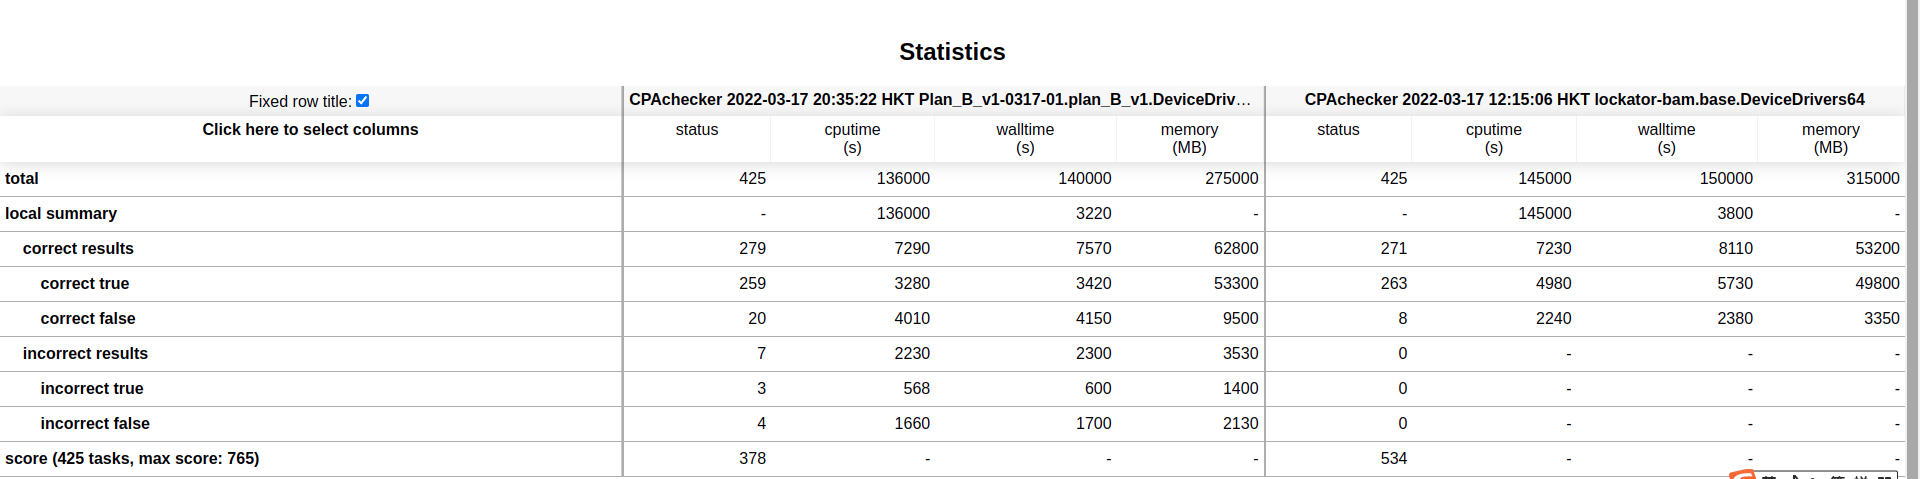 Statistics
Fixed row title: CPAchecker 2022-03-17 20:35:22 HKT Plan_B_v1-0317-01.plan_B_v1.DeviceDriv... CPAchecker 2022-03-17 12:15:06 HKT lockator-bam.base.DeviceDrivers64
Click here to select columns status cputime walltime memory status cputime walltime memory
(s) (s) (MB) (s) (s) (MB)
total 425 136000 140000 275000 425 145000 150000 315000
local summary - 136000 3220 - - 145000 3800 -
correct results 279 7290 7570 62800 271 7230 8110 53200
correct true 259 3280 3420 53300 263 4980 5730 49800
correct false 20 4010 4150 9500 8 2240 2380 3350
incorrect results 7 2230 2300 3530 0 - - -
incorrect true 3 568 600 1400 0 - - -
incorrect false 4 1660 1700 2130 0 - - -
score (425 tasks, max score: 765) 378 - - - 534 - - -